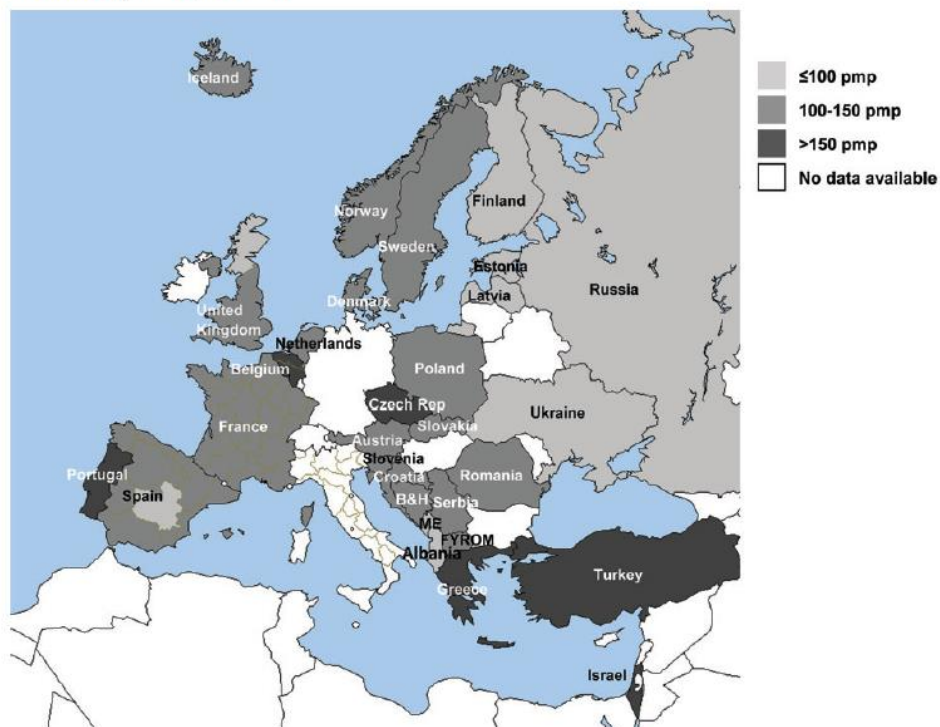 ≤100 pmp
100-150 pmp
>150 pmp
No data available
Iceland
Norway
Sweden
Finland
Estonia
Latvia
Russia
Denmark
United
Kingdom
Netherlands
Belgium
Poland
Czech Rep
Slovakia
Ukraine
France
Austria
Slovenia
Croatia
Romania
B&H
Serbia
Portugal
Spain
ME
FYROM
Albania
Greece
Turkey
Israel